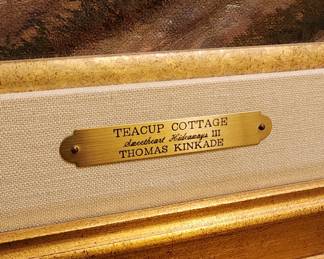 TEACUP COTTAGE
Sweetheart Hideaways III
THOMAS KINKADE